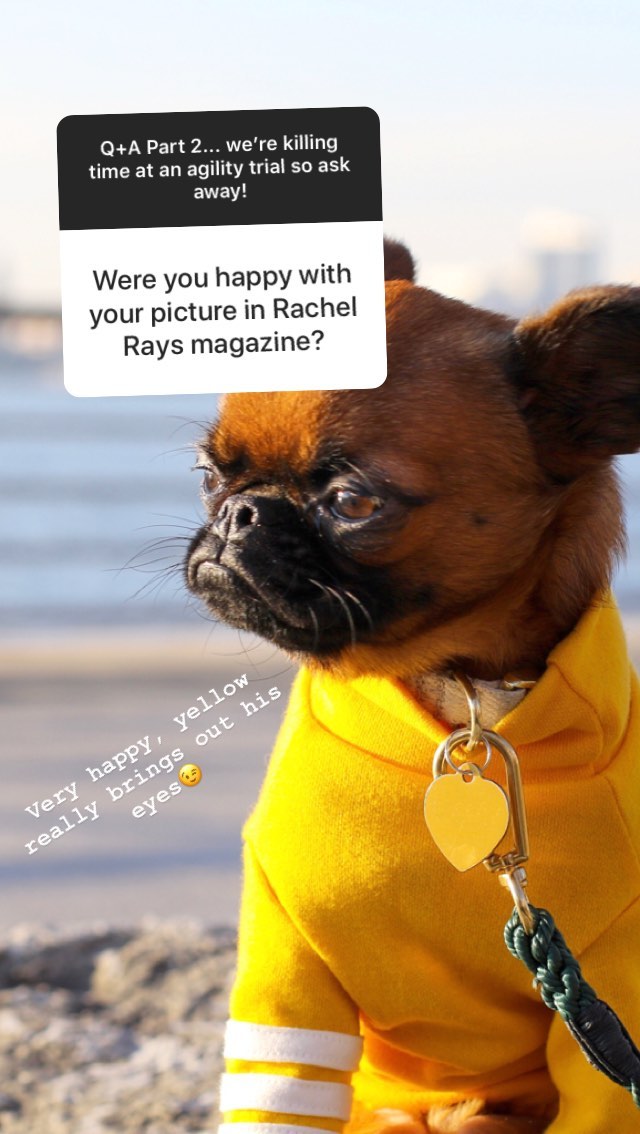 Q+A Part 2... we’re killing
time at an agility trial so ask
away!
Were you happy with
your picture in Rachel
Rays magazine?
Very happy, yellow
really brings out his
eyes😉